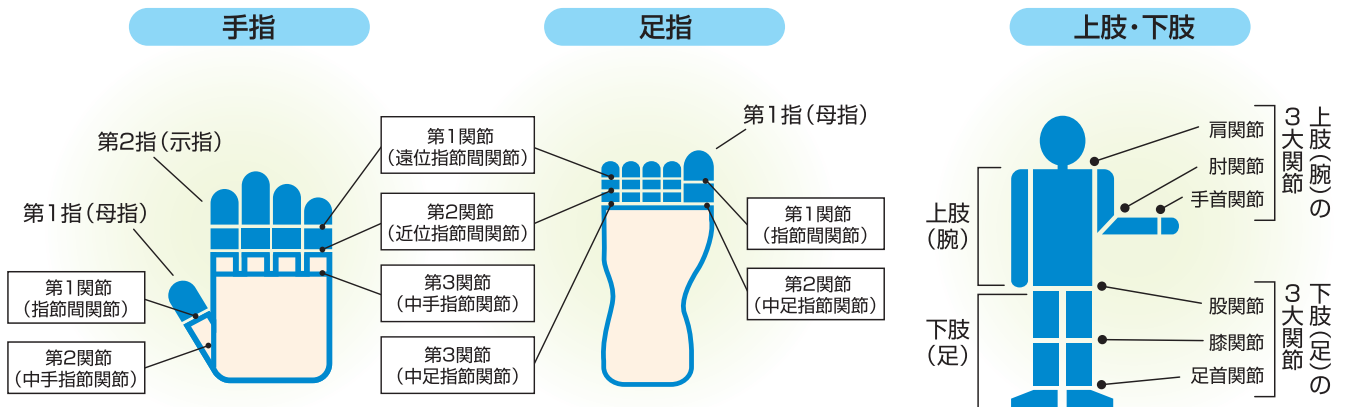 手指
第2指(示指)
第1指(母指)
第1関節
(指節間関節)
第2関節
(中手指節関節)
第1関節
(遠位指節間関節)
第2関節
(近位指節間関節)
第3関節
(中手指節関節)
第3関節
(中足指節関節)
足指
第1指(母指)
第1関節
(指節間関節)
第2関節
(中足指節関節)
上肢・下肢
上肢
(腕)
下肢
(足)
肩関節
肘関節
手首関節
上肢(腕)の
3大関節
股関節
膝関節
足首関節
下肢(足)の
3大関節